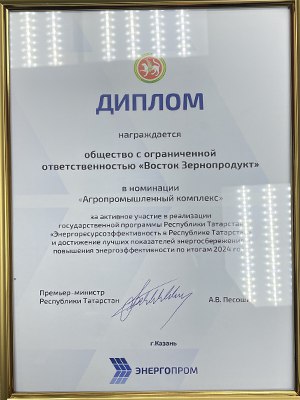 ДИПЛОМ
награждается
общество с ограниченной
ответственностью «Восток Зернопродукт»
в номинации
«Агропромышленный комплекс»
за активное участие в реализации
государственной программы Республики Татарстан
«Энергоресурсоэффективность в Республике Татарстан»
и достижение лучших показателей энергосбережения
повышения энергоэффективности по итогам 2024 года
Премьер-министр
Республики Татарстан
А.В. Песошин
г.Казань
ЭНЕРГОПРОМ